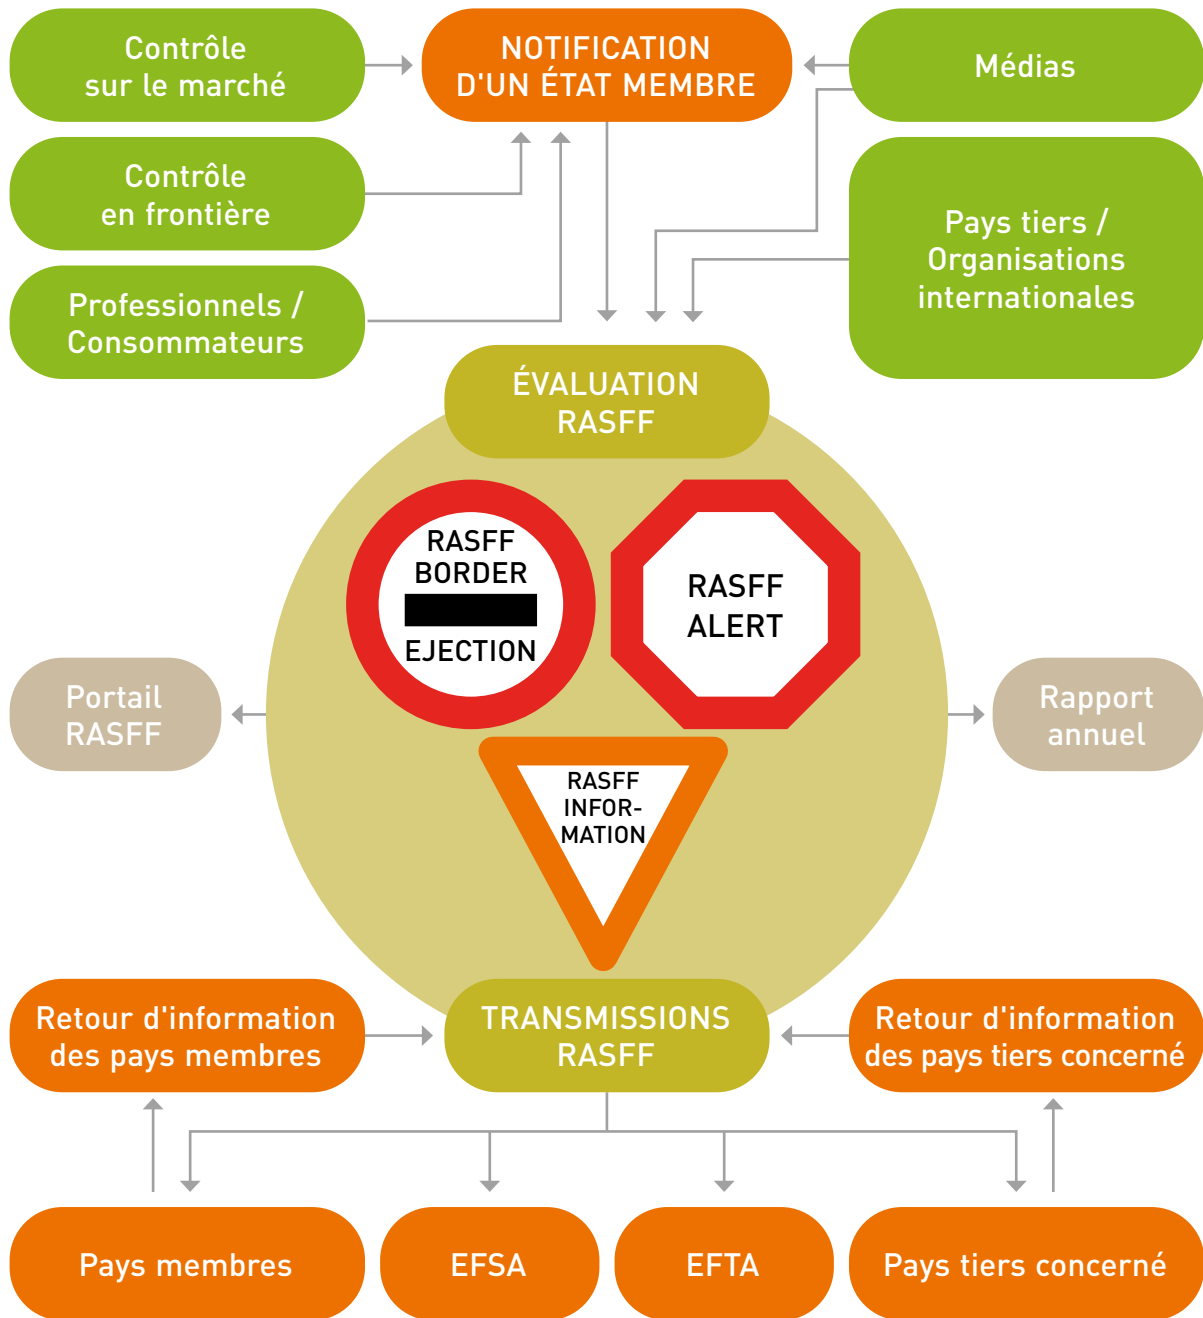 Contrôle
sur le marché
NOTIFICATION
D'UN ÉTAT MEMBRE
Médias
Contrôle
en frontière
Pays tiers /
Organisations
internationales
Professionnels /
Consommateurs
ÉVALUATION
RASFF
RASFF
BORDER
EJECTION
RASFF
ALERT
Portail
RASFF
Rapport
annuel
RASFF
INFOR-
MATION
Retour d'information
des pays membres
TRANSMISSIONS
RASFF
Retour d'information
des pays tiers concerné
Pays membres
EFSA
EFTA
Pays tiers concerné